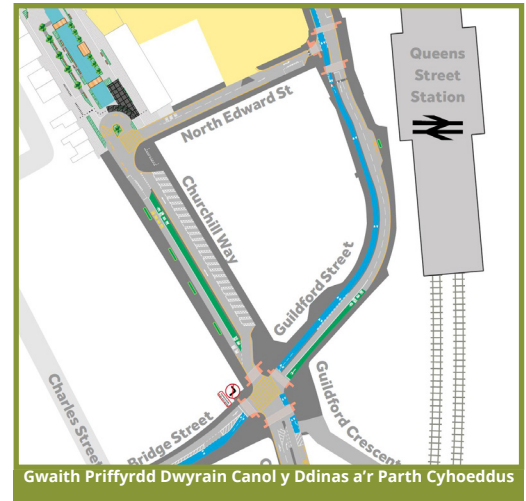 Queens
Street
Station
North Edward St
Churchill Way
Guildford Street
Charles Street
Bridge Street
Guildford Crescent
Gwaith Priffyrdd Dwyrain Canol y Ddinas a'r Parth Cyhoeddus